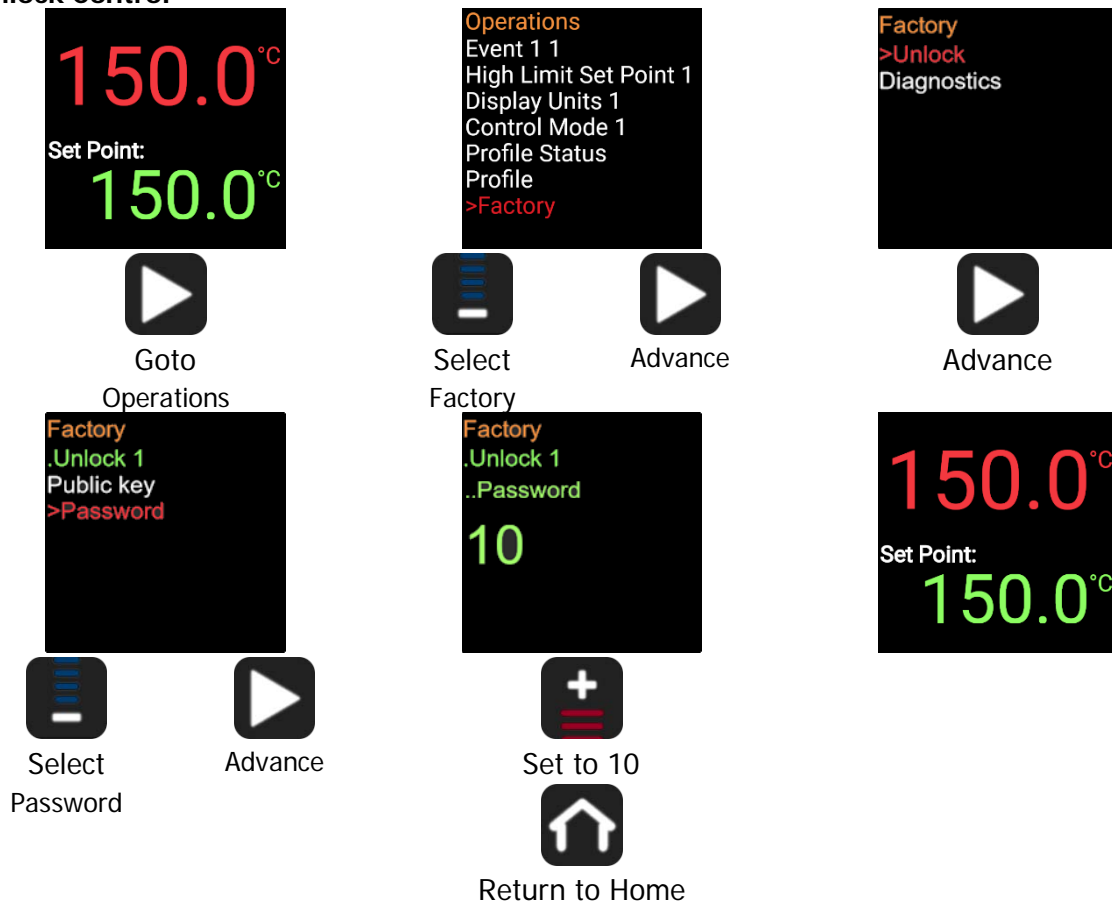 150.0°C
Set Point:
150.0°C
Operations
Event 1 1
High Limit Set Point 1
Display Units 1
Control Mode 1
Profile Status
Profile
>Factory
Factory
>Unlock
Diagnostics
Goto
Operations
Select
Factory
Advance
Advance
Factory
.Unlock 1
Public key
>Password
Factory
.Unlock 1
..Password
10
150.0°C
Set Point:
150.0°C
Select
Password
Advance
Set to 10
Return to Home